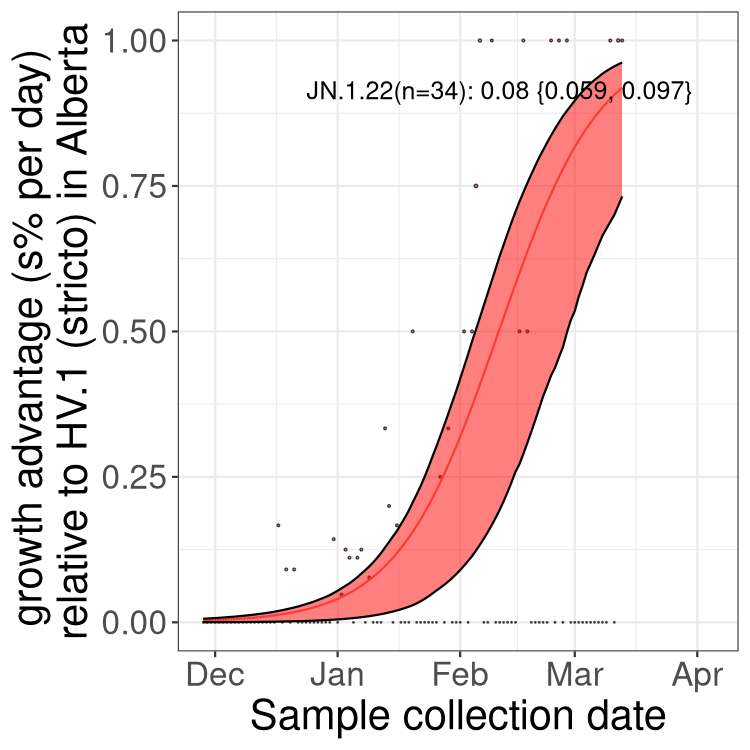 growth advantage (s% per day)
relative to HV.1 (stricto) in Alberta
1.00
0.75
0.50
0.25
0.00
JN.1.22(n=34): 0.08 {0.059, 0.097}
Dec Jan Feb Mar Apr
Sample collection date